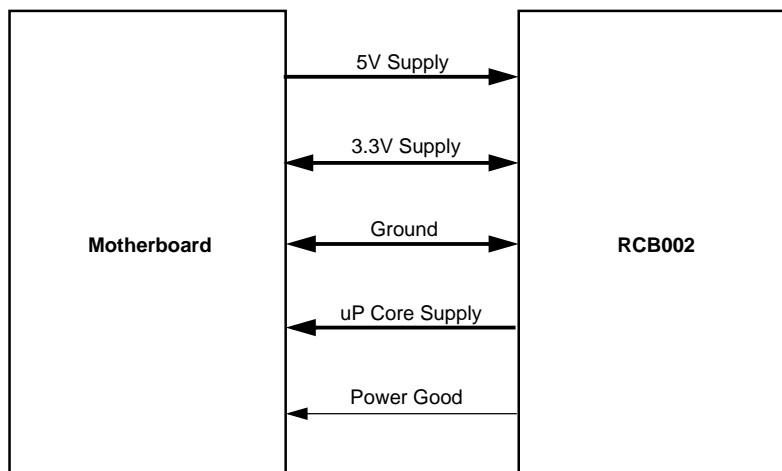 5V Supply
3.3V Supply
Motherboard
Ground
RCB002
uP Core Supply
Power Good